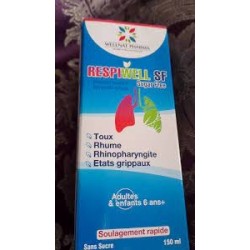 WELLNAT PHARMA
RESPIWELL SF
Sugar Free
Toux
Rhume
Rhinopharyngite
Etats grippaux
Adultes
& enfants 6 ans+
Soulagement rapide
Sans Sucre
150 ml